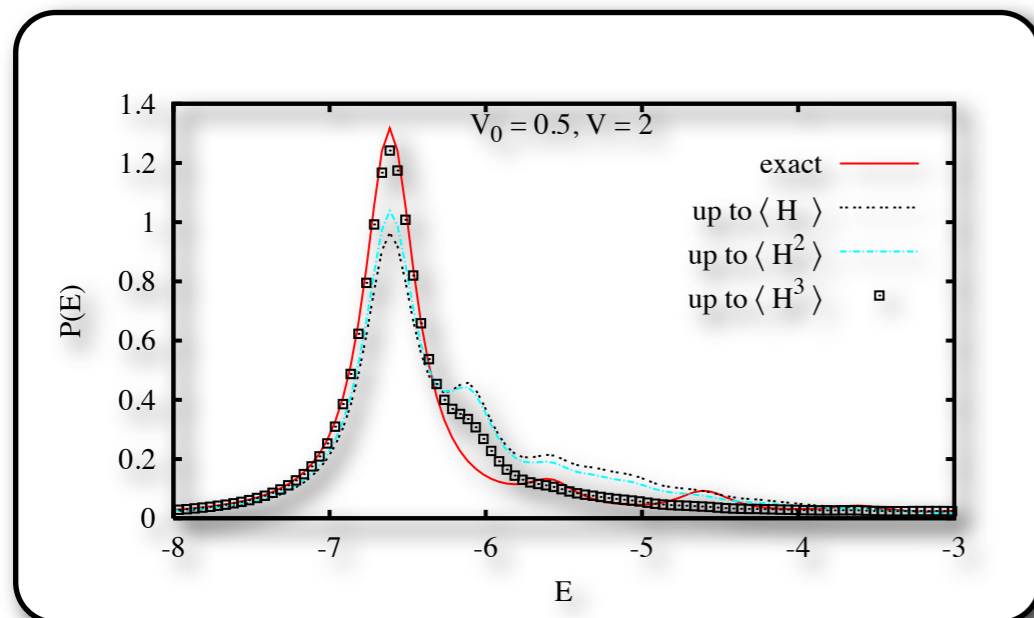 1.4
1.2
1
0.8
0.6
0.4
0.2
0
-8
-7
-6
-5
-4
-3
P(E)
E
V₀ = 0.5, V = 2
exact
up to ⟨ H ⟩
up to ⟨ H² ⟩
up to ⟨ H³ ⟩